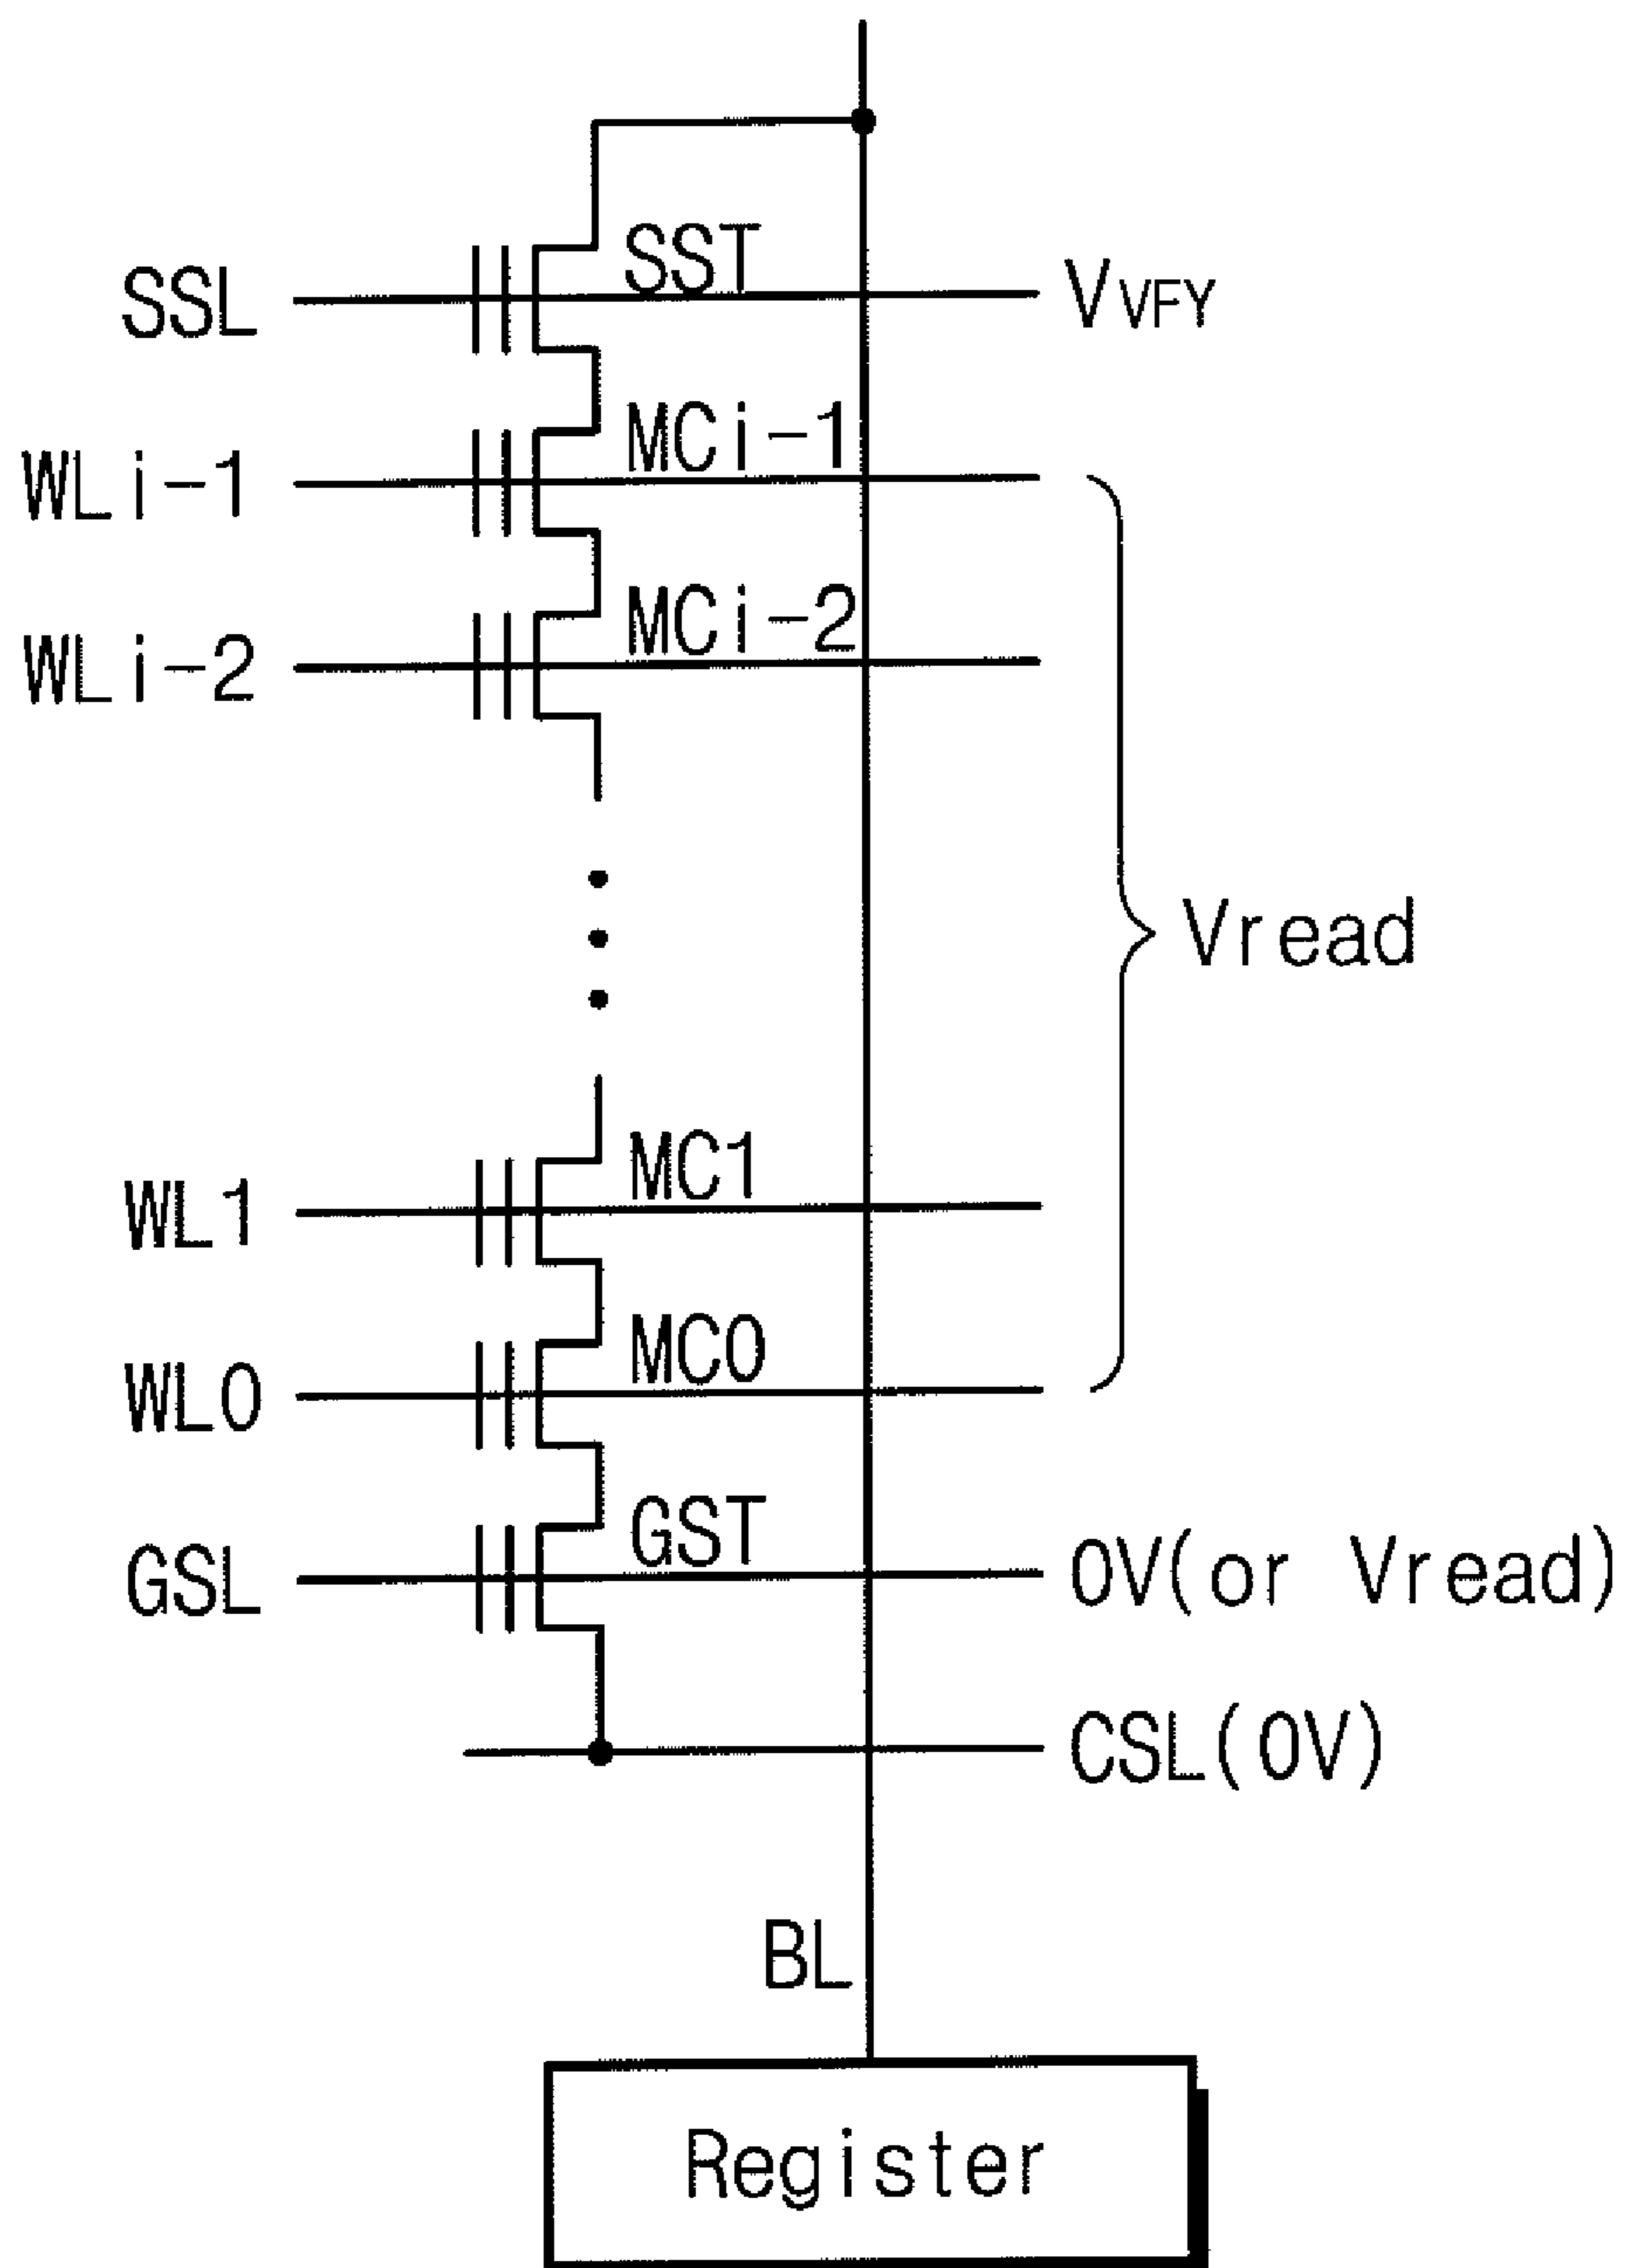 SSL SST VVFY
WLi-1 MCi-1
WLi-2 MCi-2
Vread
WL1 MC1
WL0 MC0
GSL GST 0V(or Vread)
CSL(0V)
BL
Register